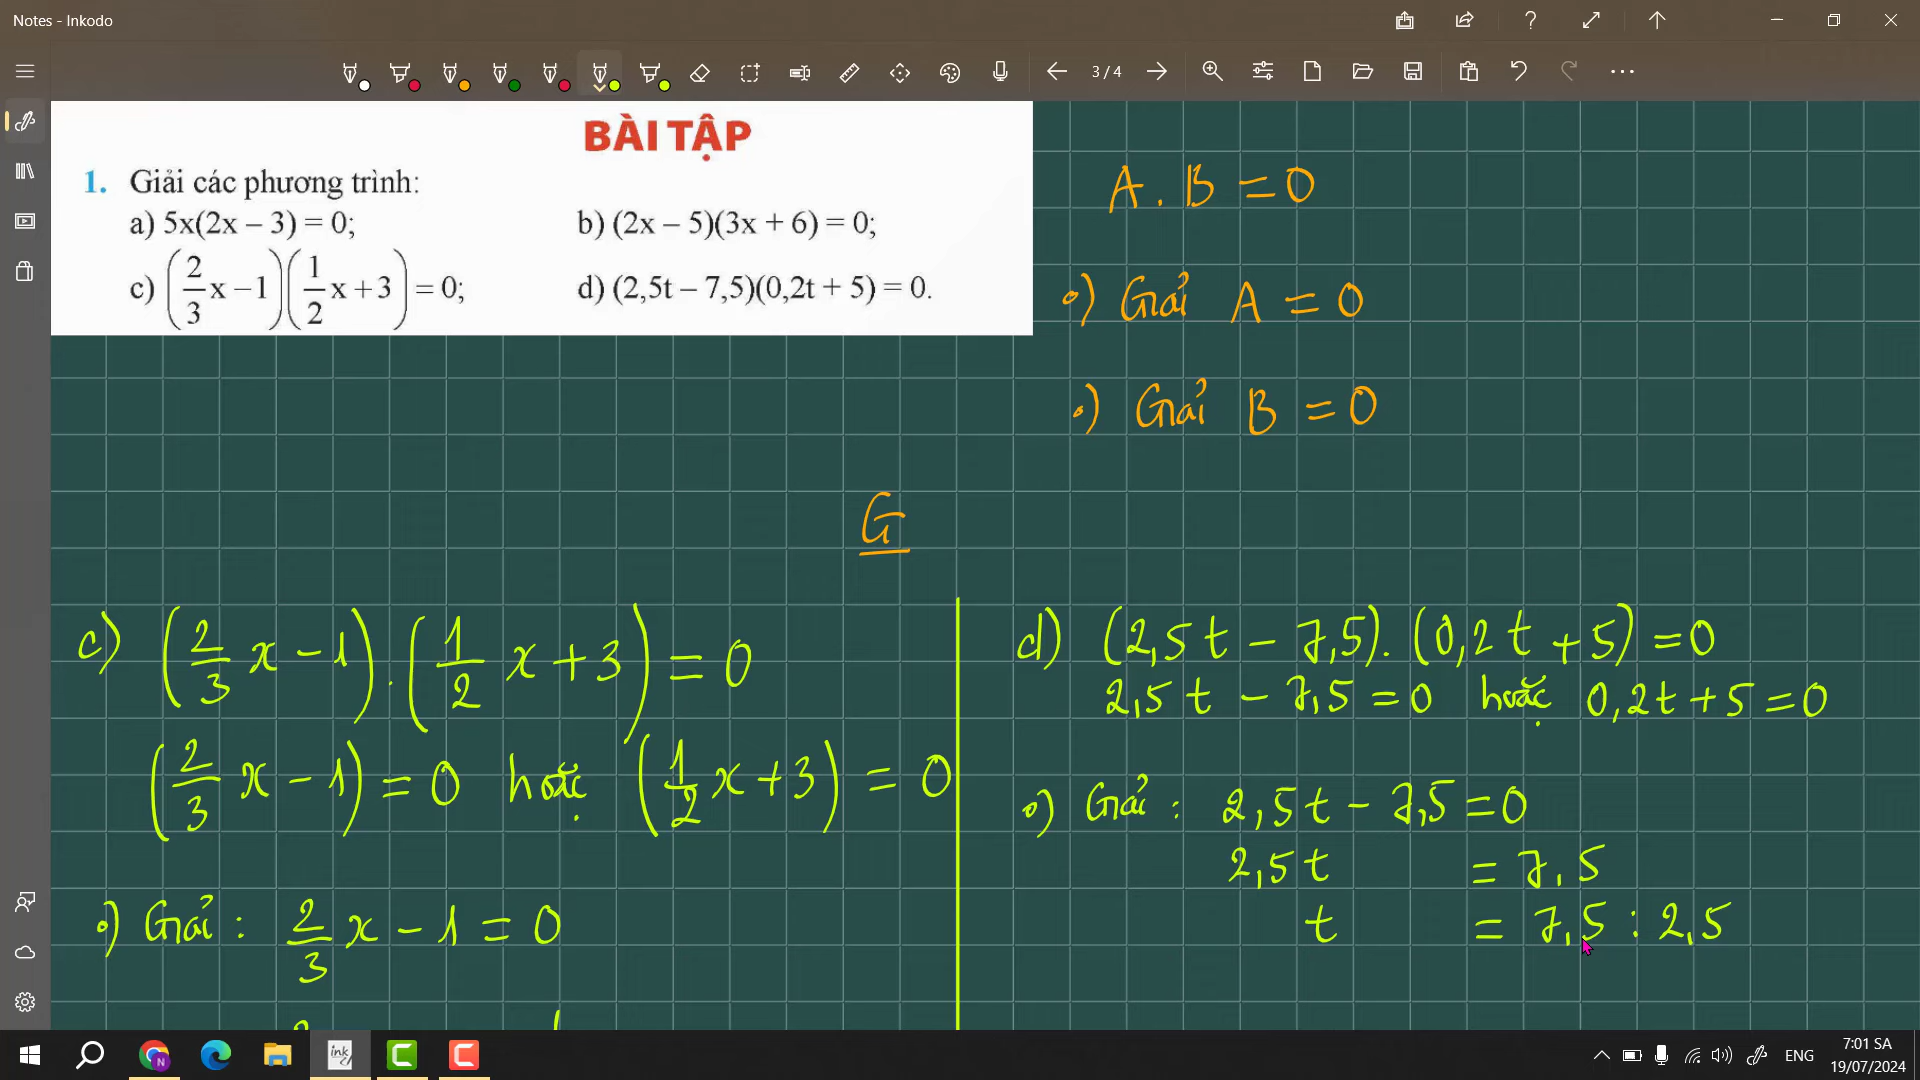 Notes - Inkodo
3 / 4
BÀI TẬP
1. Giải các phương trình:
a) 5x(2x – 3) = 0;
b) (2x – 5)(3x + 6) = 0;
c) (2/3 x – 1)(1/2 x + 3) = 0;
d) (2,5t – 7,5)(0,2t + 5) = 0.
A . B = 0
•) Giải A = 0
•) Giải B = 0
G
c) (2/3 x – 1) . (1/2 x + 3) = 0
(2/3 x – 1) = 0 hoặc (1/2 x + 3) = 0
•) Giải : 2/3 x – 1 = 0
d) (2,5t – 7,5) . (0,2t + 5) = 0
2,5t – 7,5 = 0 hoặc 0,2t + 5 = 0
•) Giải : 2,5t – 7,5 = 0
2,5t = 7,5
t = 7,5 : 2,5
ENG
7:01 SA
19/07/2024